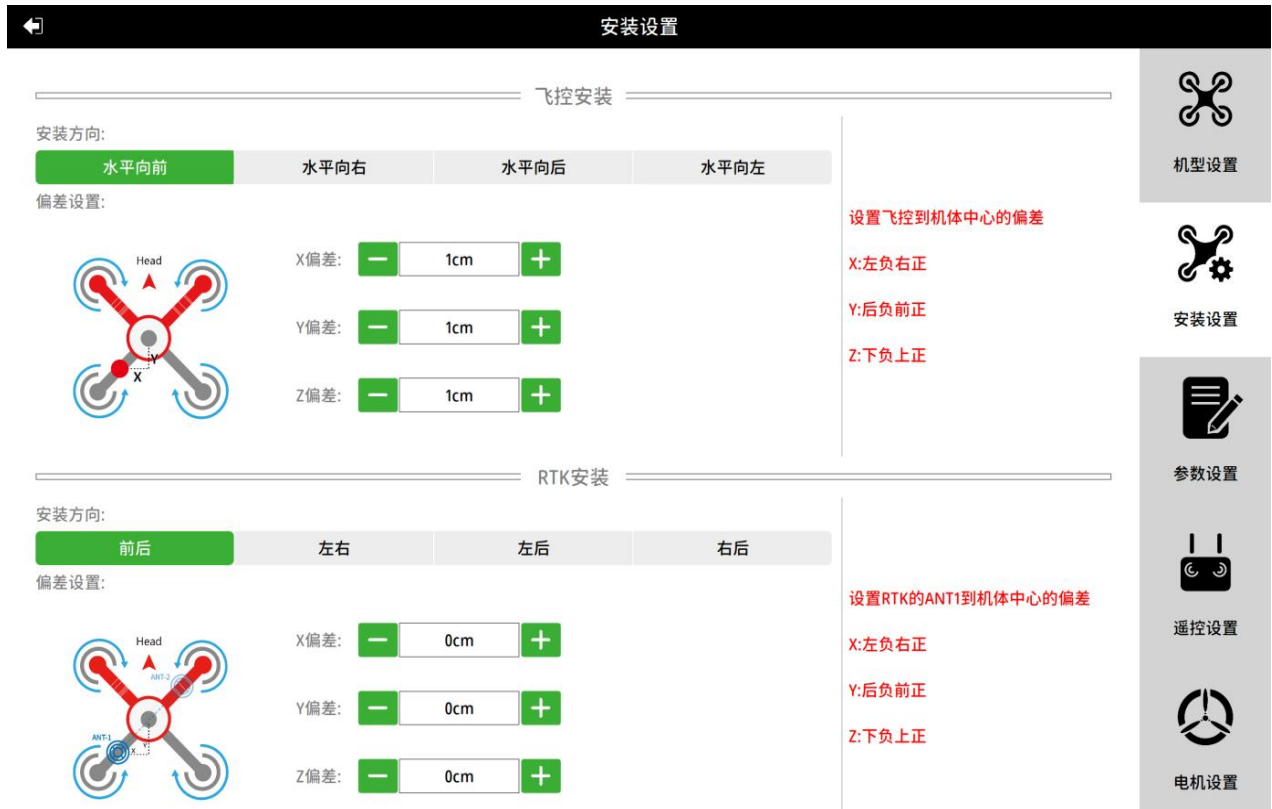 安装设置
飞控安装
安装方向:
水平向前 水平向右 水平向后 水平向左
偏差设置:
Head
Y
X
X偏差: 1cm
Y偏差: 1cm
Z偏差: 1cm
设置飞控到机体中心的偏差
X:左负右正
Y:后负前正
Z:下负上正
RTK安装
安装方向:
前后 左右 左后 右后
偏差设置:
Head
ANT-2
ANT-1
X Y
X偏差: 0cm
Y偏差: 0cm
Z偏差: 0cm
设置RTK的ANT1到机体中心的偏差
X:左负右正
Y:后负前正
Z:下负上正
机型设置
安装设置
参数设置
遥控设置
电机设置